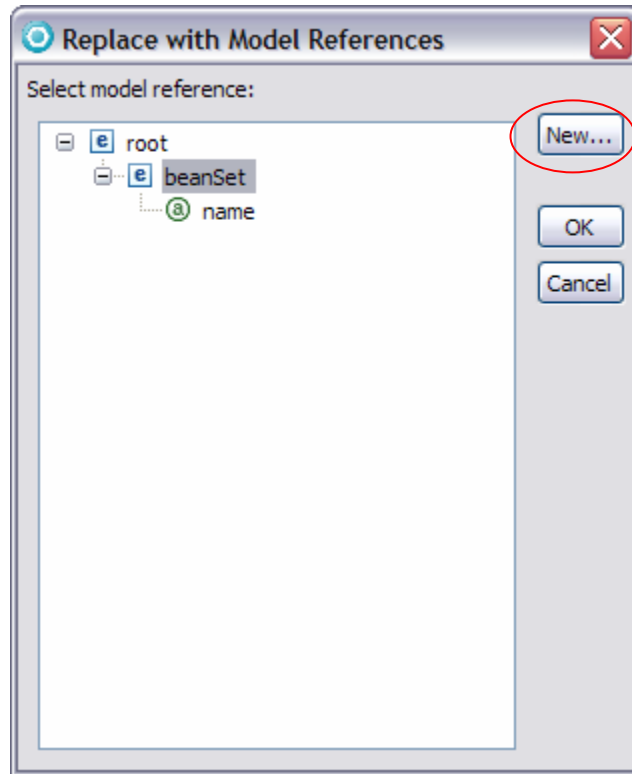 Replace with Model References
Select model reference:
New...
e root
e beanSet
a name
OK
Cancel